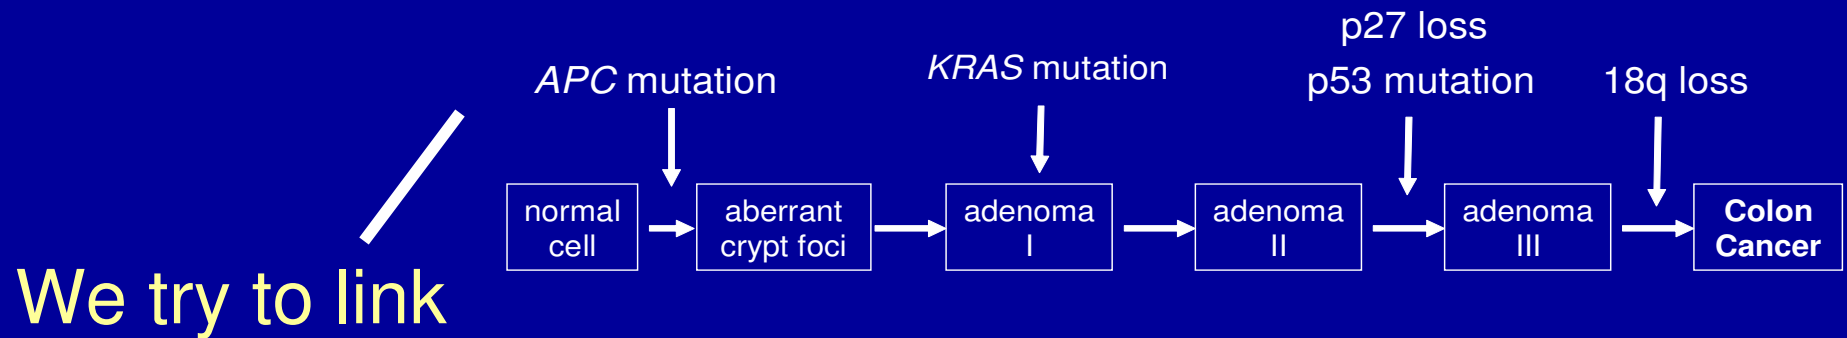 p27 loss
APC mutation
KRAS mutation
p53 mutation
18q loss
normal
cell
aberrant
crypt foci
adenoma
I
adenoma
II
adenoma
III
Colon
Cancer
We try to link